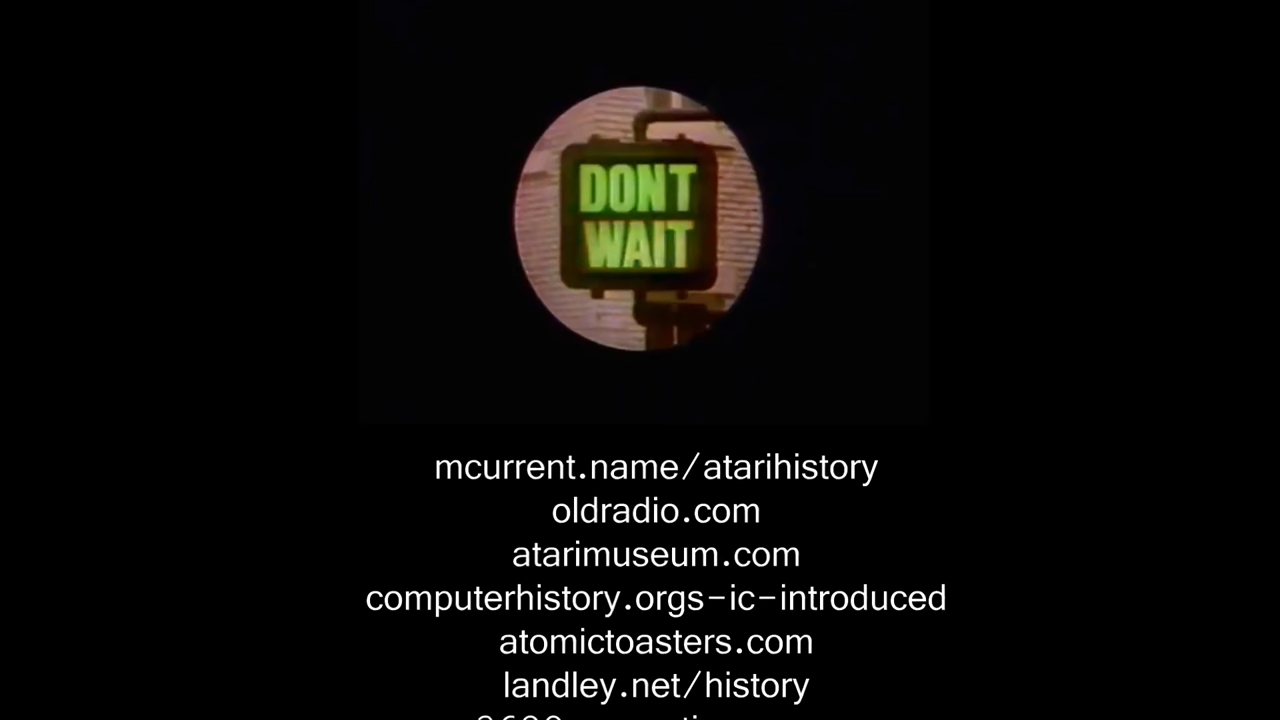 DONT
WAIT
mcurrent.name/atarihistory
oldradio.com
atarimuseum.com
computerhistory.orgs-ic-introduced
atomictoasters.com
landley.net/history